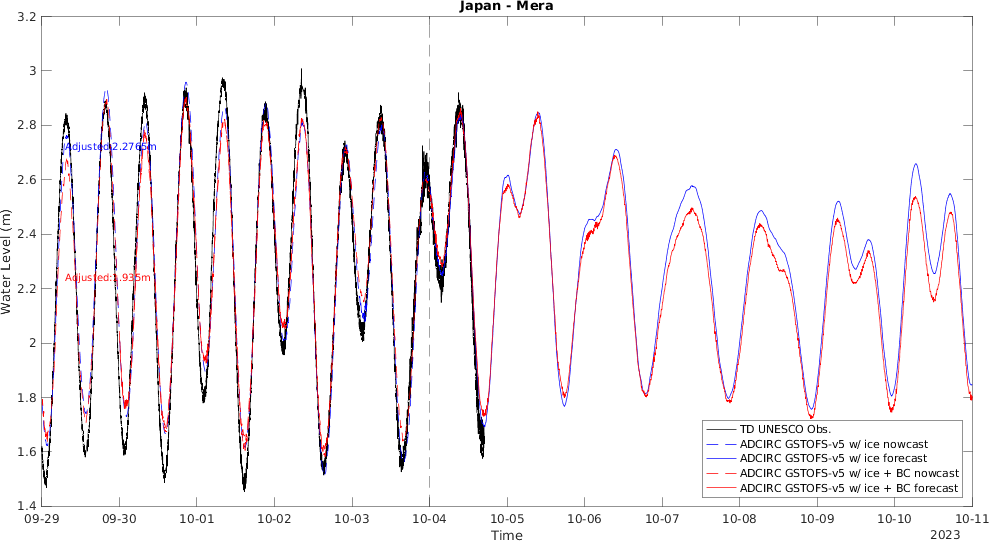 Japan - Mera
3.2
3
2.8
2.6
2.4
2.2
2
1.8
1.6
1.4
Water Level (m)
Adjusted:2.2765m
TD UNESCO Obs.
ADCIRC GSTOFS-v5 w/ ice nowcast
ADCIRC GSTOFS-v5 w/ ice forecast
ADCIRC GSTOFS-v5 w/ ice + BC nowcast
ADCIRC GSTOFS-v5 w/ ice + BC forecast
09-29 09-30 10-01 10-02 10-03 10-04 10-05 10-06 10-07 10-08 10-09 10-10 10-11
Time
2023